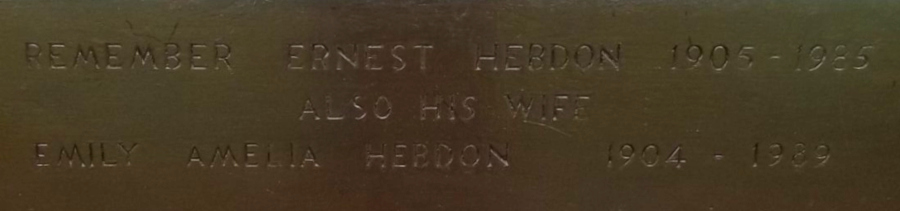 REMEMBER ERNEST HEBDON 1905-1985
ALSO HIS WIFE
EMILY AMELIA HEBDON 1904 - 1989